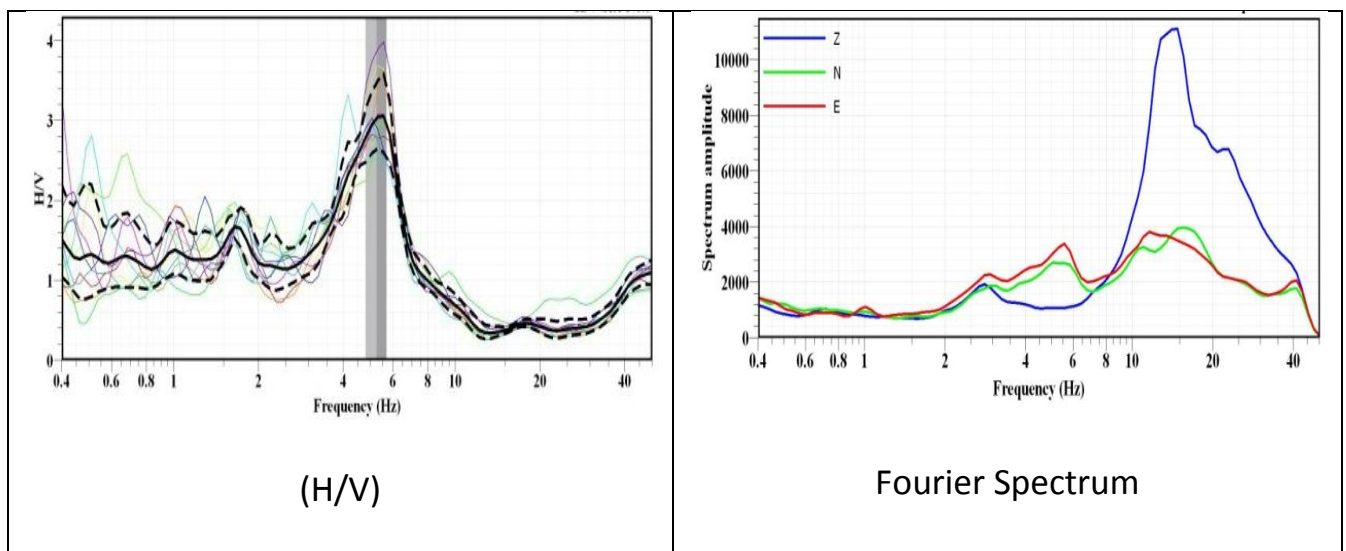 H/V
4
3
2
1
0
0.4 0.6 0.8 1 2 4 6 8 10 20 40
Frequency (Hz)
(H/V)
Spectrum amplitude
10000
8000
6000
4000
2000
0
Z
N
E
0.4 0.6 0.8 1 2 4 6 8 10 20 40
Frequency (Hz)
Fourier Spectrum